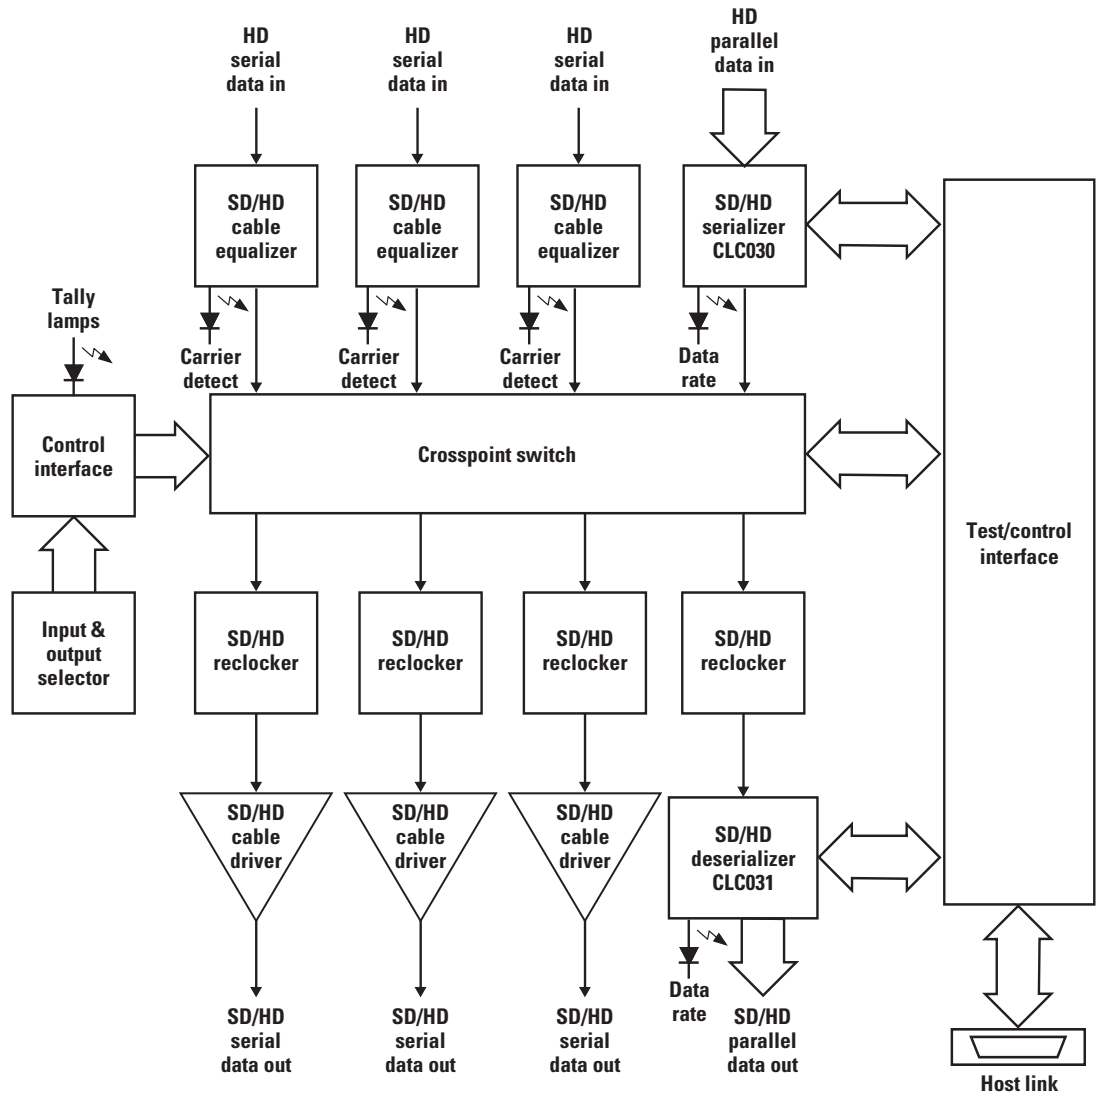 HD
serial
data in
HD
serial
data in
HD
serial
data in
HD
parallel
data in
SD/HD
cable
equalizer
SD/HD
cable
equalizer
SD/HD
cable
equalizer
SD/HD
serializer
CLC030
Tally
lamps
Carrier
detect
Carrier
detect
Carrier
detect
Data
rate
Control
interface
Crosspoint switch
Test/control
interface
Input &
output
selector
SD/HD
reclocker
SD/HD
reclocker
SD/HD
reclocker
SD/HD
reclocker
SD/HD
cable
driver
SD/HD
cable
driver
SD/HD
cable
driver
SD/HD
deserializer
CLC031
Data
rate
SD/HD
serial
data out
SD/HD
serial
data out
SD/HD
serial
data out
SD/HD
parallel
data out
Host link